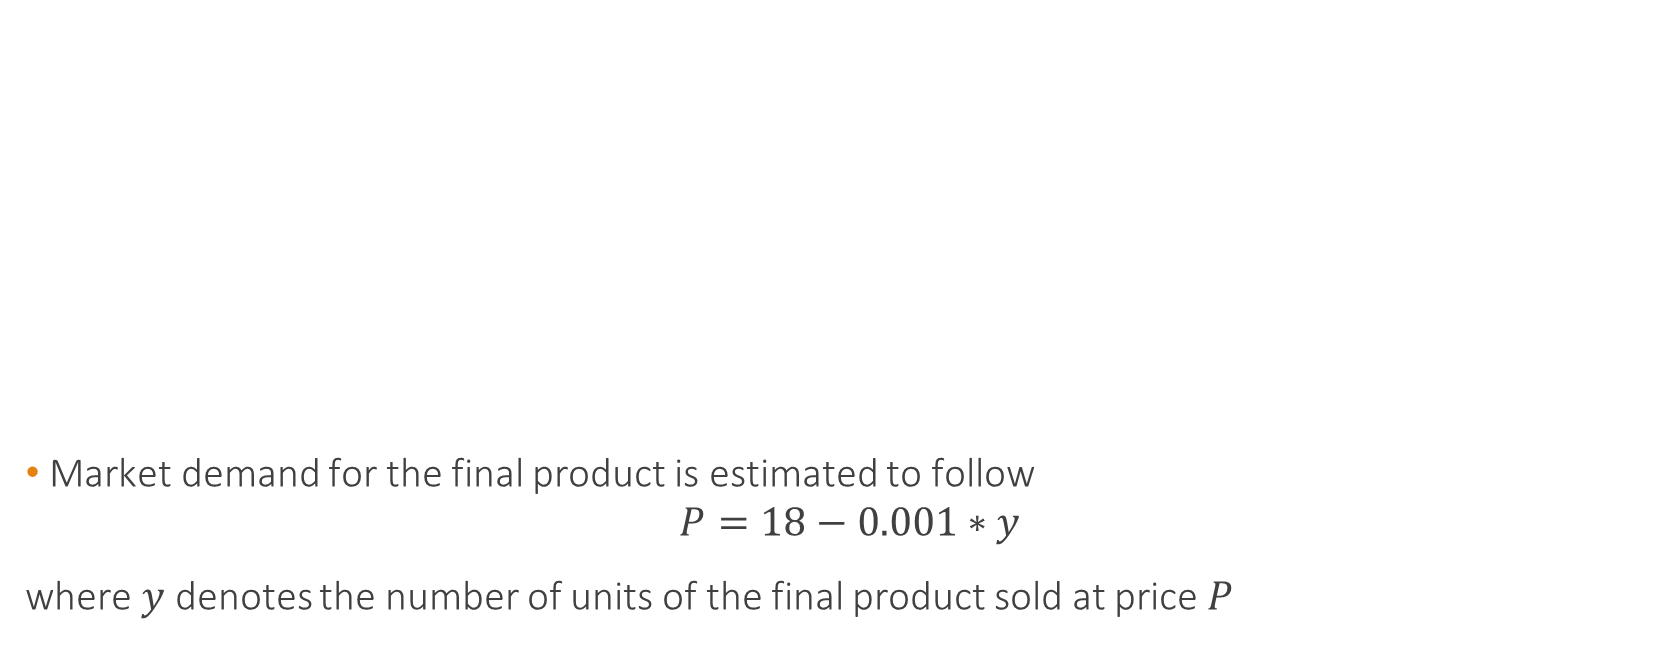 • Market demand for the final product is estimated to follow
P = 18 − 0.001 ∗ y
where y denotes the number of units of the final product sold at price P